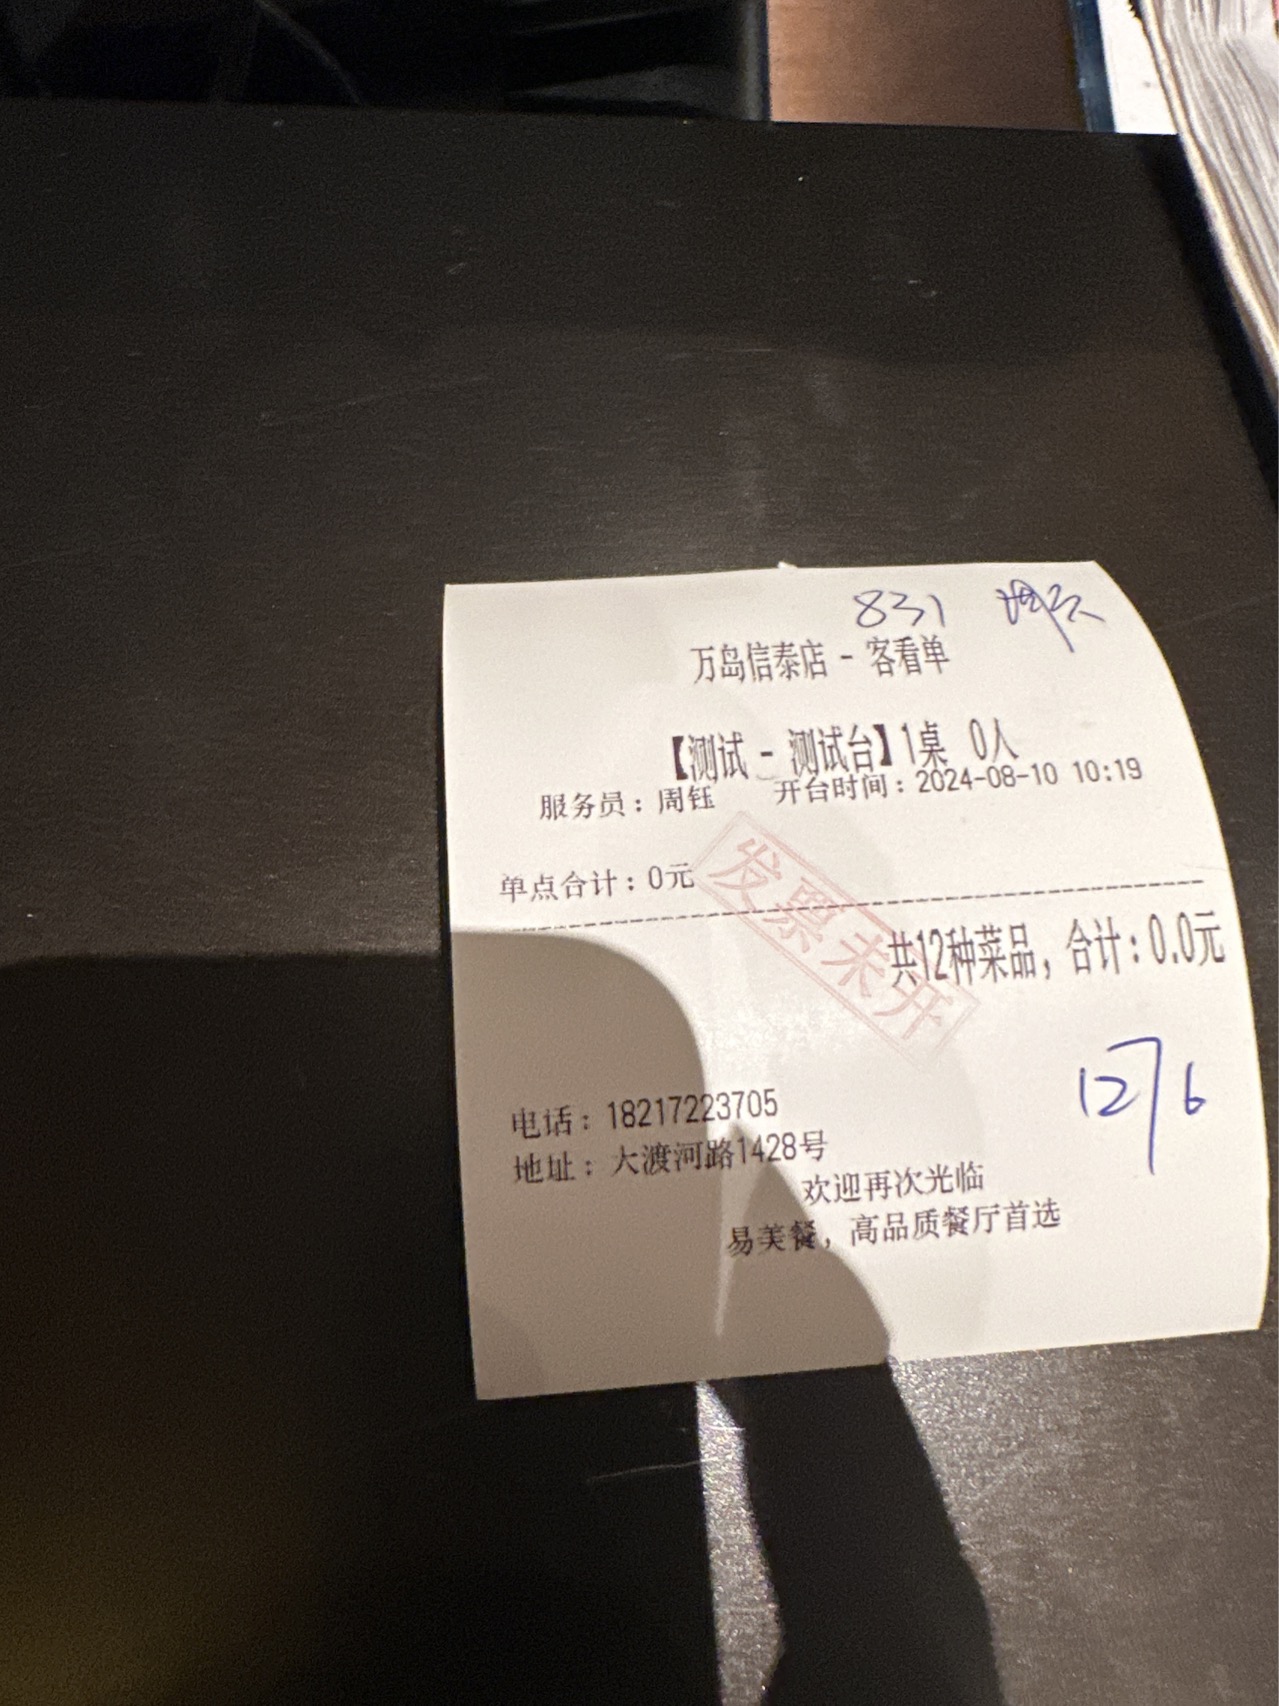 831
万岛信泰店 - 客看单
【测试 - 测试台】1桌 0人
服务员：周钰 开台时间：2024-08-10 10:19
单点合计：0元
发票未开
共12种菜品，合计：0.0元
1276
电话：18217223705
地址：大渡河路1428号
欢迎再次光临
易美餐，高品质餐厅首选